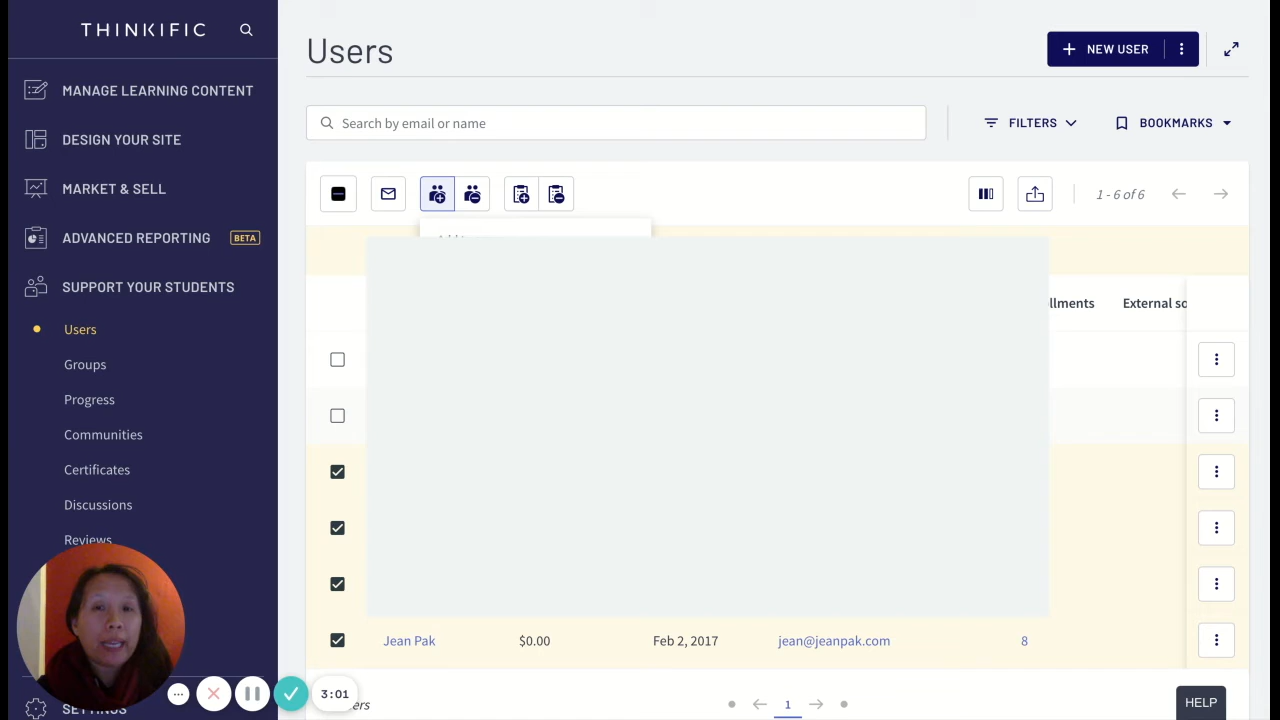 THINKIFIC
MANAGE LEARNING CONTENT
DESIGN YOUR SITE
MARKET & SELL
ADVANCED REPORTING BETA
SUPPORT YOUR STUDENTS
Users
Groups
Progress
Communities
Certificates
Discussions
Reviews
SETTINGS
3:01
Users
+ NEW USER
Search by email or name
FILTERS
BOOKMARKS
1 - 6 of 6
External so
Jean Pak $0.00 Feb 2, 2017 jean@jeanpak.com 8
1
HELP